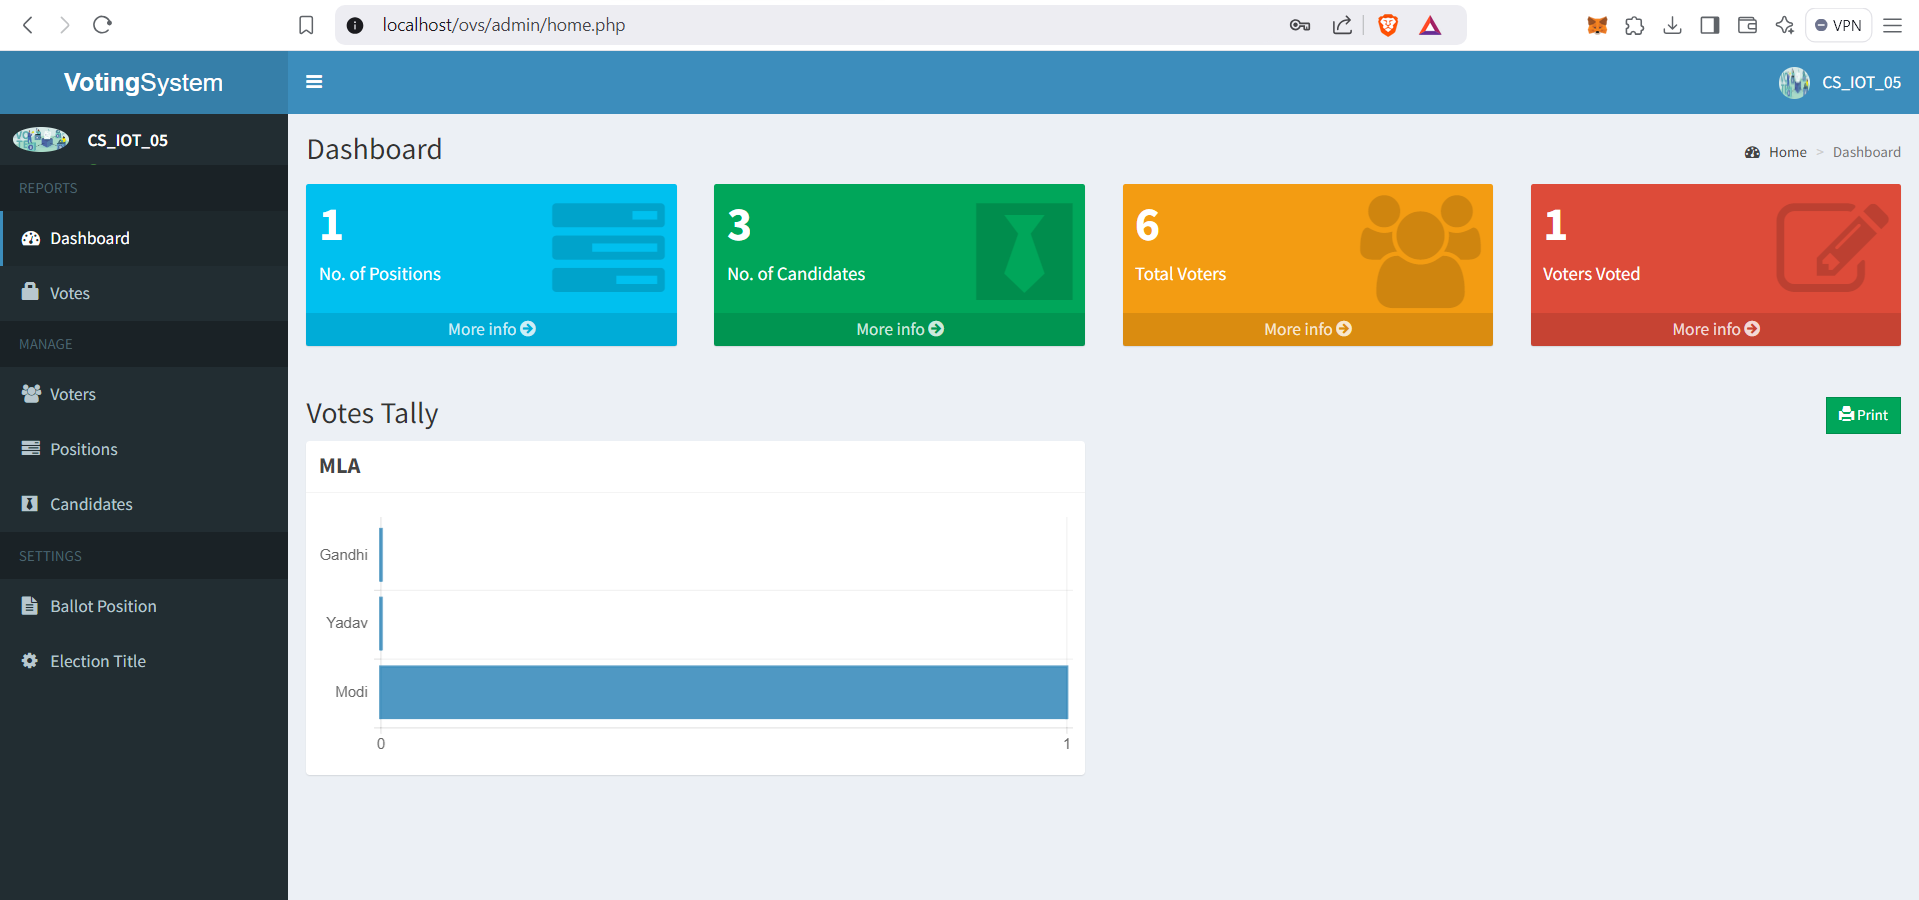 localhost/ovs/admin/home.php
VPN
VotingSystem
CS_IOT_05
CS_IOT_05
REPORTS
Dashboard
Votes
MANAGE
Voters
Positions
Candidates
SETTINGS
Ballot Position
Election Title
Dashboard
Home > Dashboard
1
No. of Positions
More info
3
No. of Candidates
More info
6
Total Voters
More info
1
Voters Voted
More info
Votes Tally
Print
MLA
Gandhi
Yadav
Modi
0 1